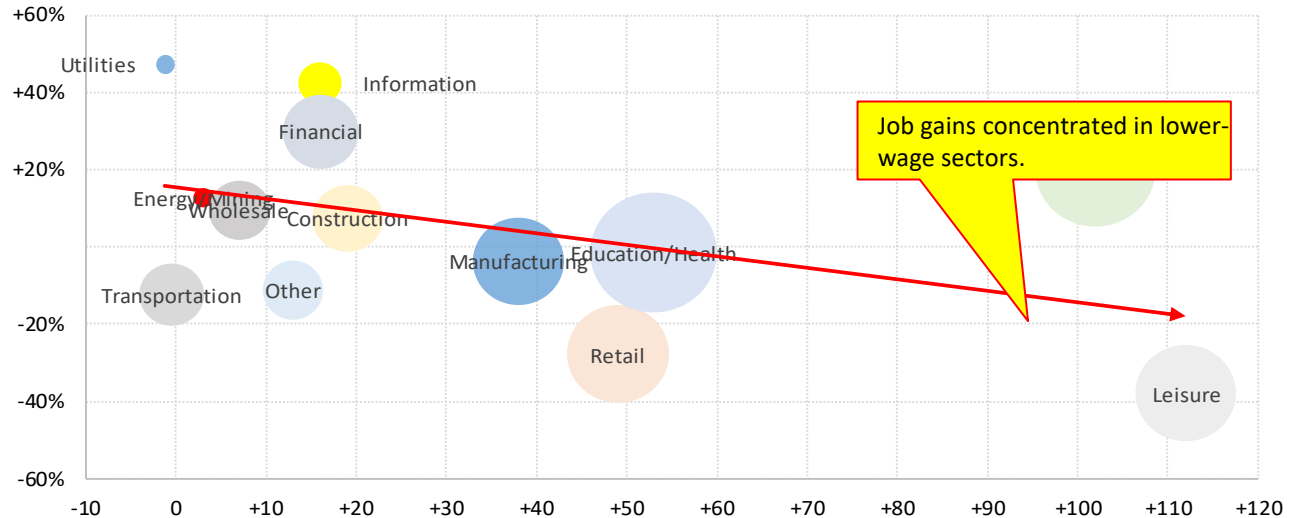 +60%
Utilities
Information
+40%
Financial
Job gains concentrated in lower-
wage sectors.
+20%
Energy/Mining
Wholesale
Construction
Manufacturing
Education/Health
Transportation
Other
-20%
Retail
-40%
Leisure
-60%
-10 0 +10 +20 +30 +40 +50 +60 +70 +80 +90 +100 +110 +120